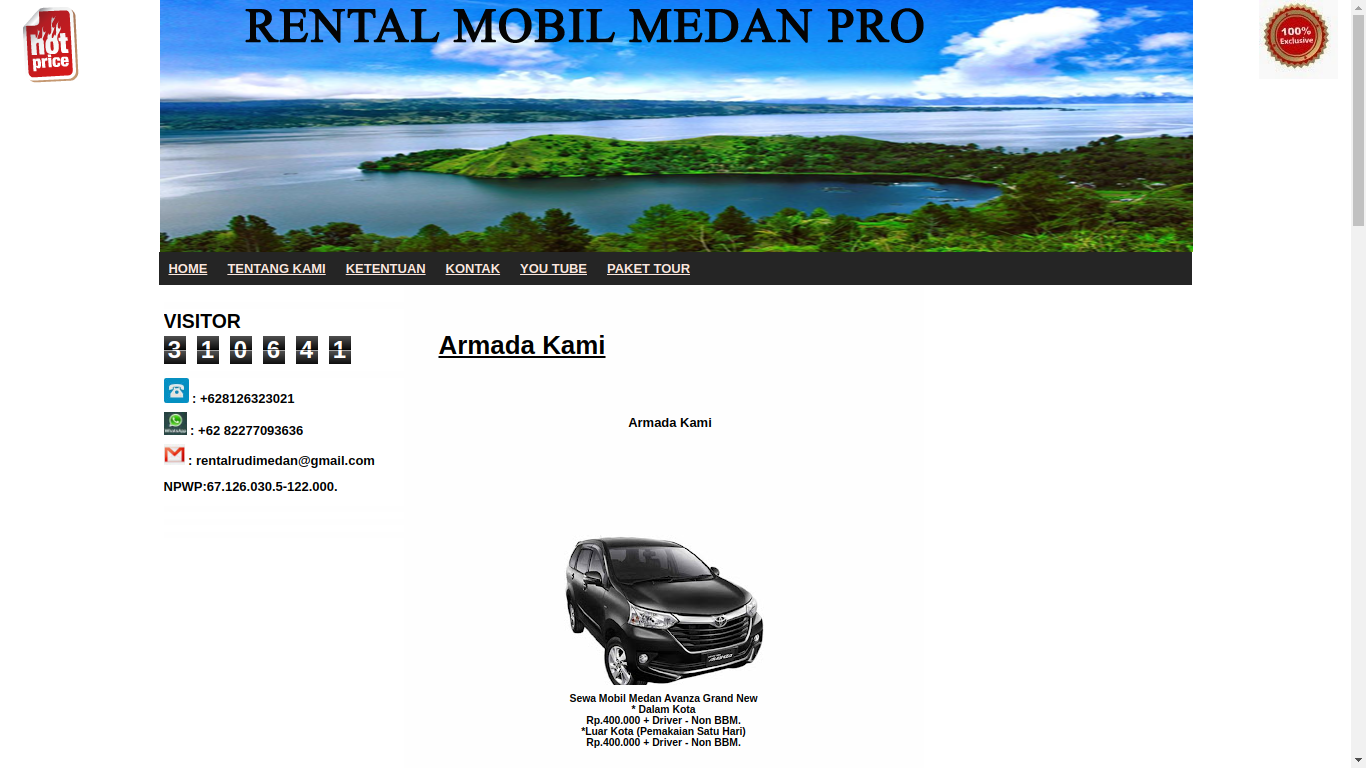 hot
price
RENTAL MOBIL MEDAN PRO
100%
Exclusive
HOME TENTANG KAMI KETENTUAN KONTAK YOU TUBE PAKET TOUR
VISITOR
3 1 0 6 4 1
: +628126323021
WhatsApp
: +62 82277093636
: rentalrudimedan@gmail.com
NPWP:67.126.030.5-122.000.
Armada Kami
Armada Kami
Sewa Mobil Medan Avanza Grand New
* Dalam Kota
Rp.400.000 + Driver - Non BBM.
*Luar Kota (Pemakaian Satu Hari)
Rp.400.000 + Driver - Non BBM.